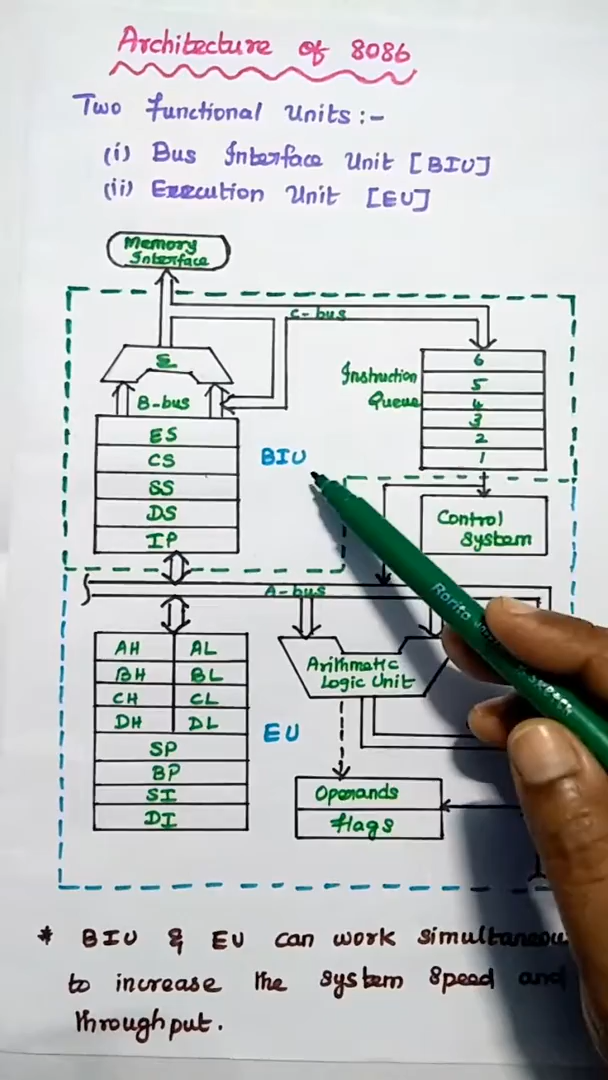 Architecture of 8086
Two Functional Units :-
(i) Bus Interface Unit [BIU]
(ii) Execution Unit [EU]
Memory
Interface
C-bus
Σ
B-bus
Instruction
Queue
6
5
4
3
2
1
ES
CS
SS
DS
IP
BIU
Control
System
A-bus
AH AL
BH BL
CH CL
DH DL
SP
BP
SI
DI
Arithmetic
Logic Unit
EU
Operands
Flags
* BIU & EU can work
to increase the system speed and
throughput.
Rorito